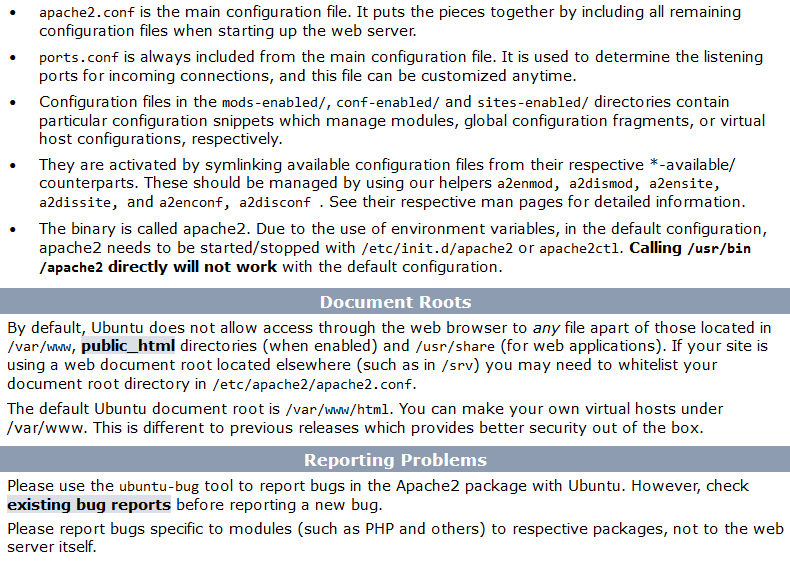 • apache2.conf is the main configuration file. It puts the pieces together by including all remaining
configuration files when starting up the web server.
• ports.conf is always included from the main configuration file. It is used to determine the listening
ports for incoming connections, and this file can be customized anytime.
• Configuration files in the mods-enabled/, conf-enabled/ and sites-enabled/ directories contain
particular configuration snippets which manage modules, global configuration fragments, or virtual
host configurations, respectively.
• They are activated by symlinking available configuration files from their respective *-available/
counterparts. These should be managed by using our helpers a2enmod, a2dismod, a2ensite,
a2dissite, and a2enconf, a2disconf . See their respective man pages for detailed information.
• The binary is called apache2. Due to the use of environment variables, in the default configuration,
apache2 needs to be started/stopped with /etc/init.d/apache2 or apache2ctl. Calling /usr/bin
/apache2 directly will not work with the default configuration.
Document Roots
By default, Ubuntu does not allow access through the web browser to any file apart of those located in
/var/www, public_html directories (when enabled) and /usr/share (for web applications). If your site is
using a web document root located elsewhere (such as in /srv) you may need to whitelist your
document root directory in /etc/apache2/apache2.conf.
The default Ubuntu document root is /var/www/html. You can make your own virtual hosts under
/var/www. This is different to previous releases which provides better security out of the box.
Reporting Problems
Please use the ubuntu-bug tool to report bugs in the Apache2 package with Ubuntu. However, check
existing bug reports before reporting a new bug.
Please report bugs specific to modules (such as PHP and others) to respective packages, not to the web
server itself.